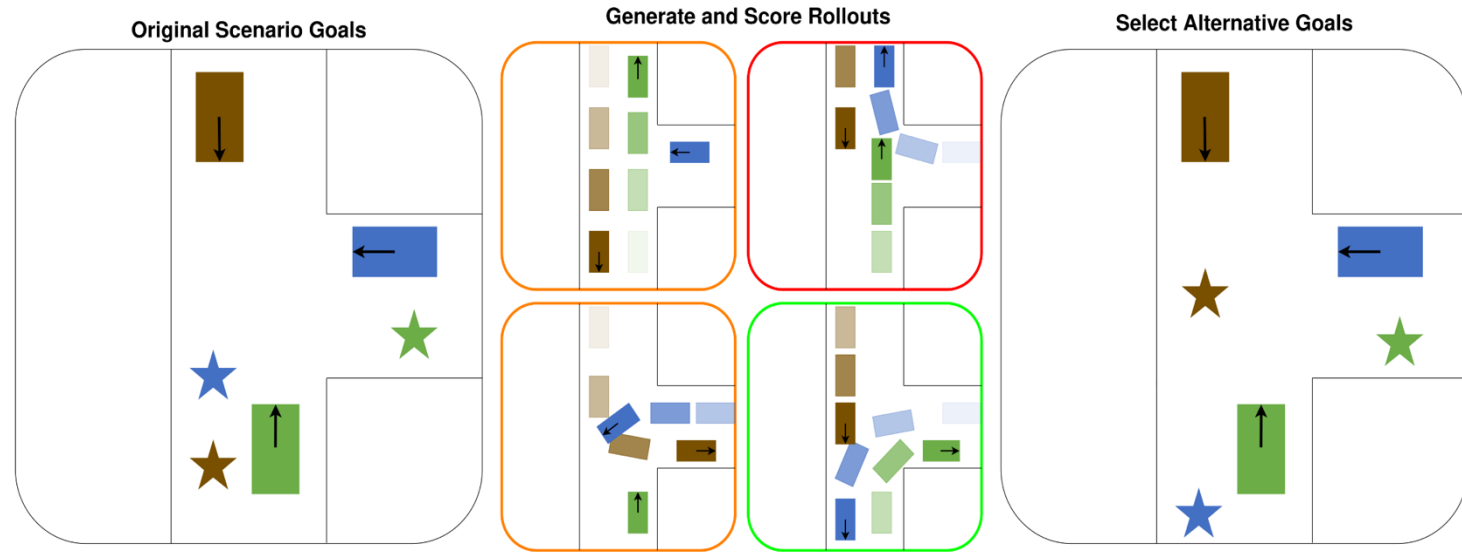 Original Scenario Goals
Generate and Score Rollouts
Select Alternative Goals